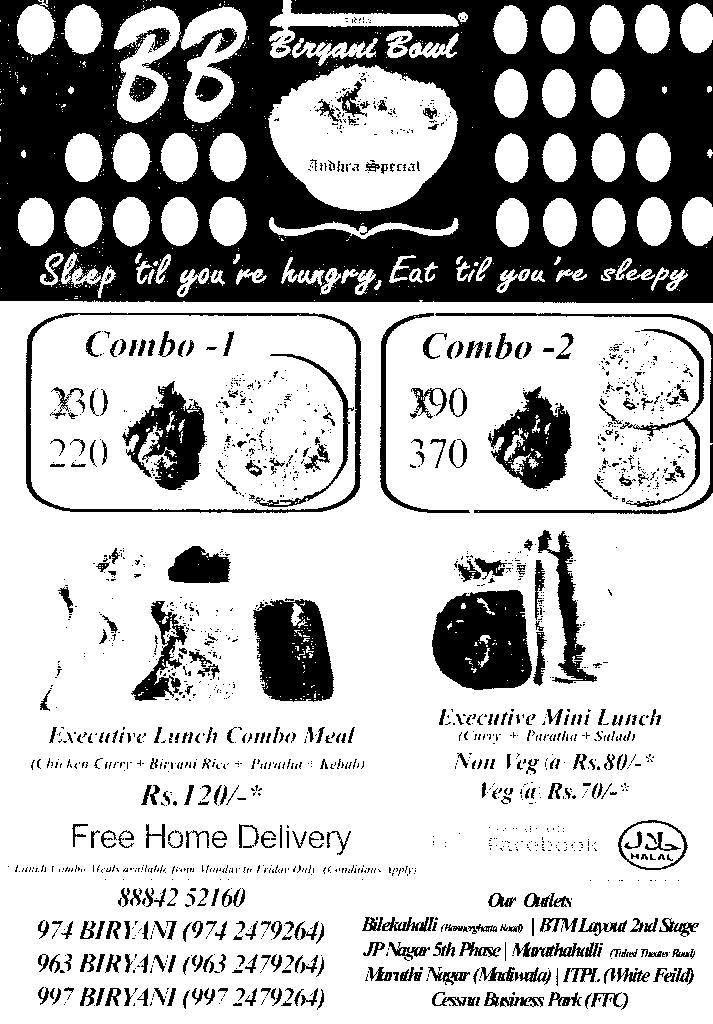 BB
Biryani Bowl
®
Andhra Special
Sleep 'til you're hungry, Eat 'til you're sleepy
Combo -1
220
Combo -2
370
Executive Lunch Combo Meal
(Chicken Curry + Biryani Rice + Paratha + Kebab)
Rs.120/-*
Executive Mini Lunch
(Curry + Paratha + Salad)
Non Veg @ Rs.80/-*
Veg @ Rs.70/-*
Free Home Delivery
Facebook
HALAL
*Lunch Combo Meals available from Monday to Friday Only (Conditions Apply)
88842 52160
974 BIRYANI (974 2479264)
963 BIRYANI (963 2479264)
997 BIRYANI (997 2479264)
Our Outlets
Bilekahalli (Bannerghatta Road) | BTM Layout 2nd Stage
JP Nagar 5th Phase | Marathahalli (Tulasi Theater Road)
Maruthi Nagar (Madiwala) | ITPL (White Feild)
Cessna Business Park (FFC)